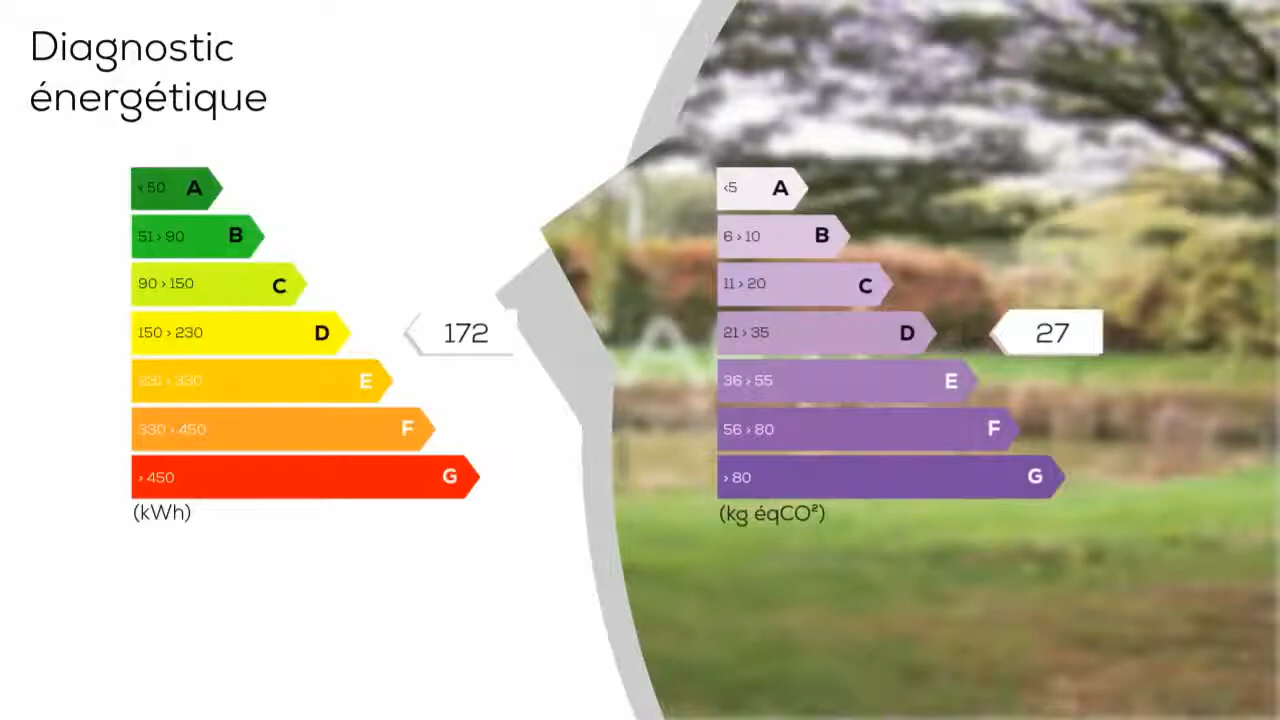 Diagnostic
énergétique
< 50 A
51 > 90 B
90 > 150 C
150 > 230 D
172
E
330 > 450 F
> 450 G
(kWh)
<5 A
6 > 10 B
11 > 20 C
21 > 35 D
27
36 > 55 E
56 > 80 F
> 80 G
(kg éqCO²)